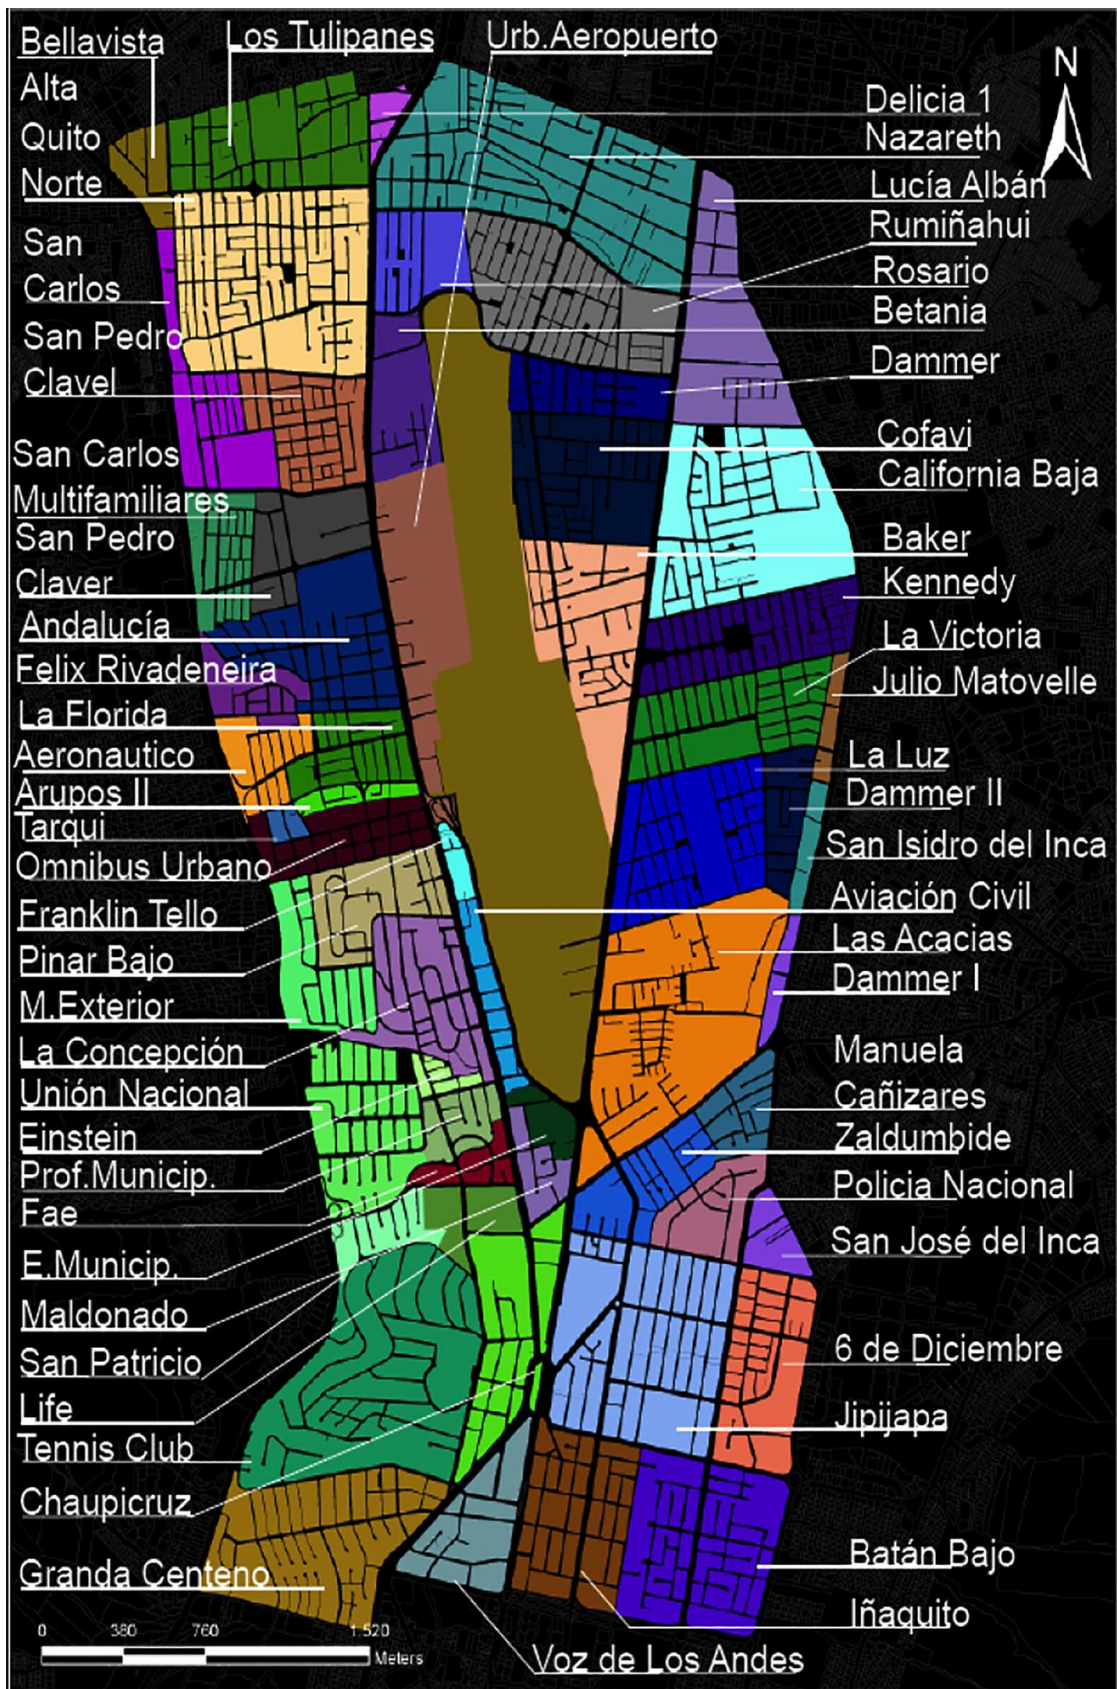 Bellavista
Alta
Los Tulipanes
Urb.Aeropuerto
N
Quito
Norte
San
Carlos
San Pedro
Clavel
San Carlos
Multifamiliares
San Pedro
Claver
Andalucía
Felix Rivadeneira
La Florida
Aeronautico
Arupos II
Tarqui
Omnibus Urbano
Franklin Tello
Pinar Bajo
M.Exterior
La Concepción
Unión Nacional
Einstein
Prof.Municip.
Fae
E.Municip.
Maldonado
San Patricio
Life
Tennis Club
Chaupicruz
Granda Centeno
Delicia 1
Nazareth
Lucía Albán
Rumiñahui
Rosario
Betania
Dammer
Cofavi
California Baja
Baker
Kennedy
La Victoria
Julio Matovelle
La Luz
Dammer II
San Isidro del Inca
Aviación Civil
Las Acacias
Dammer I
Manuela
Cañizares
Zaldumbide
Policia Nacional
San José del Inca
6 de Diciembre
Jipijapa
Batán Bajo
Iñaquito
Voz de Los Andes
0 380 760 1.520
Meters